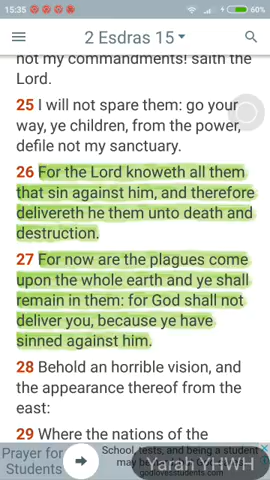 15:35
60%
2 Esdras 15
not my commandments! saith the
Lord.
25 I will not spare them: go your
way, ye children, from the power,
defile not my sanctuary.
26 For the Lord knoweth all them
that sin against him, and therefore
delivereth he them unto death and
destruction.
27 For now are the plagues come
upon the whole earth and ye shall
remain in them: for God shall not
deliver you, because ye have
sinned against him.
28 Behold an horrible vision, and
the appearance thereof from the
east:
29 Where the nations of the
Prayer for
Students
School, tests, and being a student
may be
Yarah YHWH